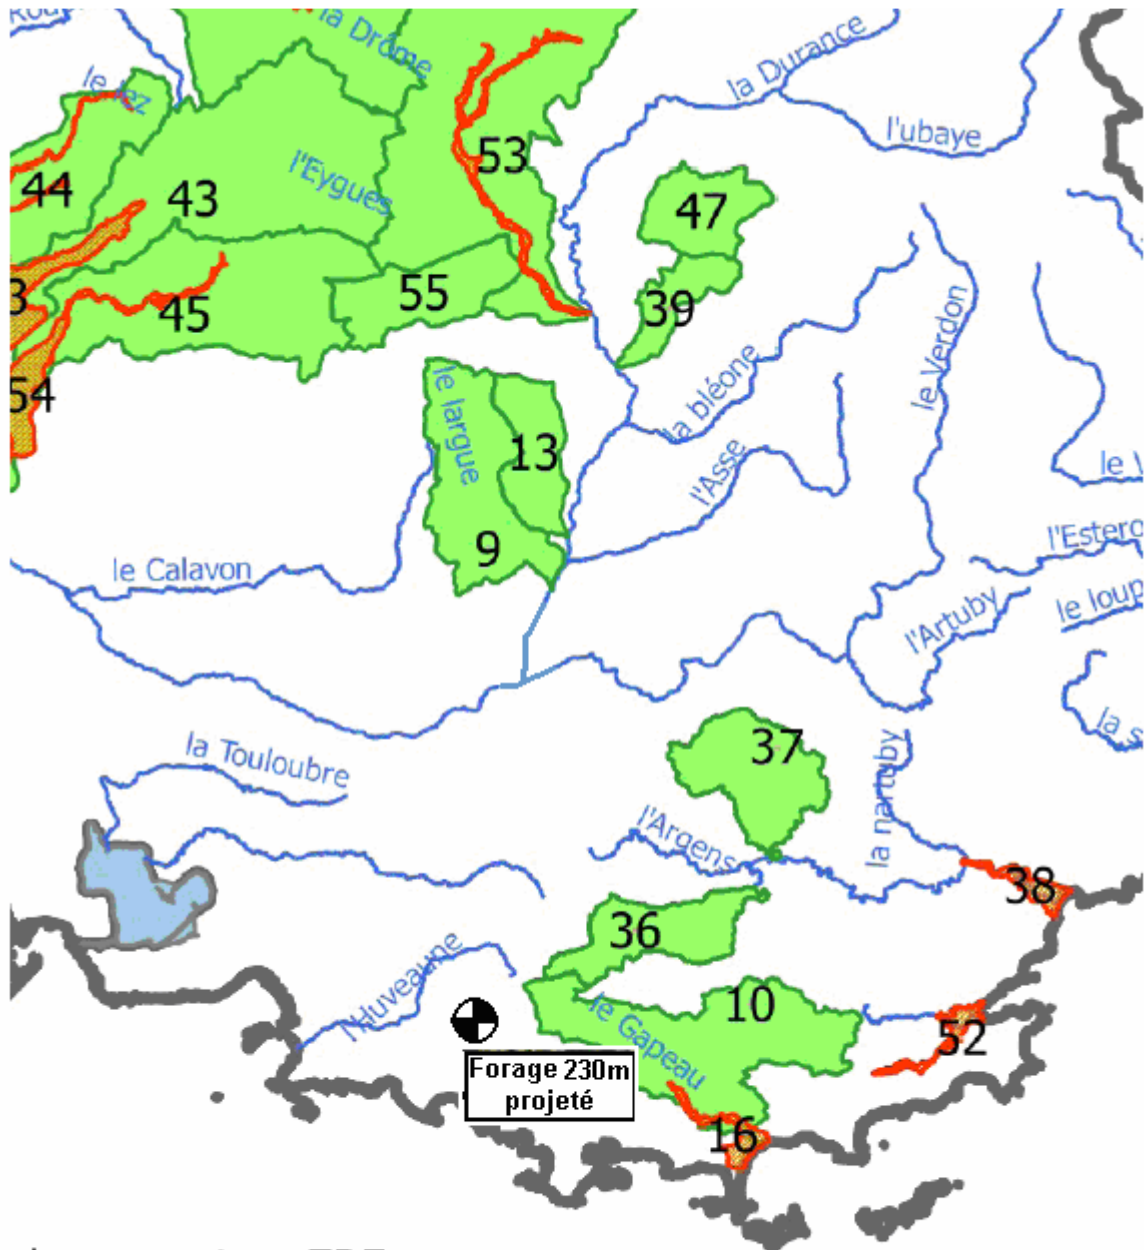 la Drôme
le lez
la Durance
l'ubaye
53
44
43
l'Eygues
47
3
45
55
39
le Verdon
54
la bléone
le largue
13
l'Asse
9
le Calavon
l'Artuby
le loup
37
la Touloubre
la nartuby
l'Argens
38
36
l'Huveaune
le Gapeau
10
52
Forage 230m
projeté
16